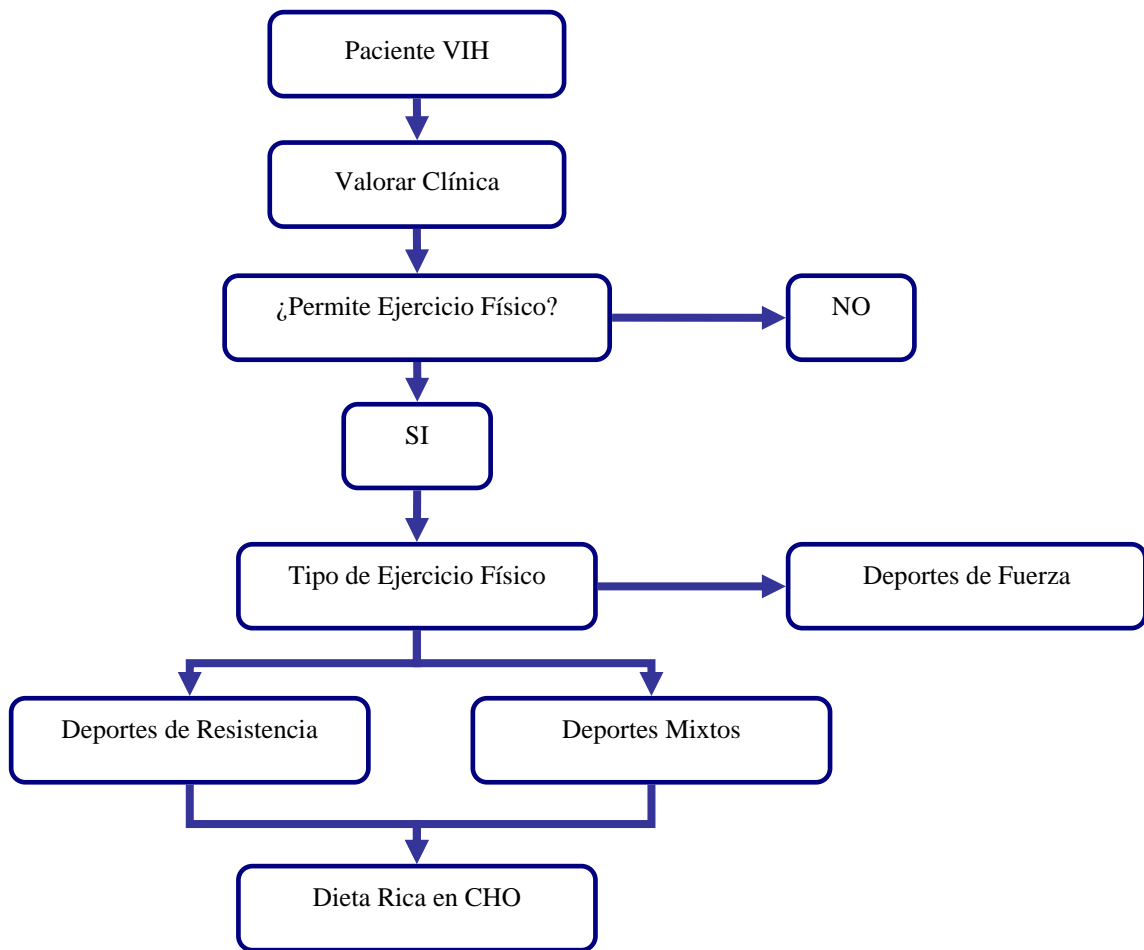 Paciente VIH
Valorar Clínica
¿Permite Ejercicio Físico?
NO
SI
Tipo de Ejercicio Físico
Deportes de Fuerza
Deportes de Resistencia
Deportes Mixtos
Dieta Rica en CHO